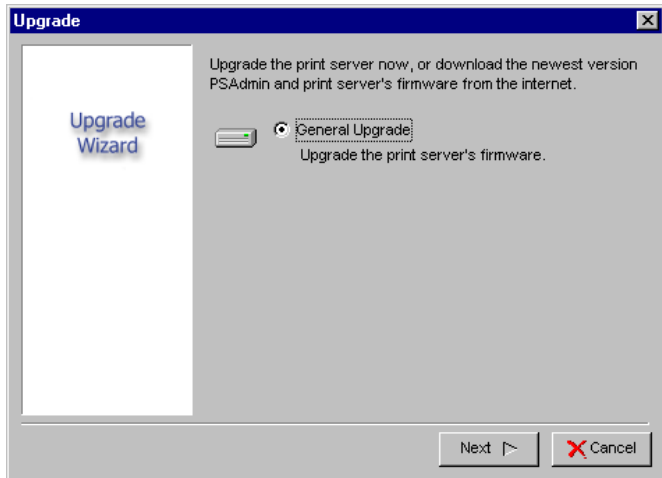 Upgrade
Upgrade
Wizard
Upgrade the print server now, or download the newest version
PSAdmin and print server's firmware from the internet.
General Upgrade
Upgrade the print server's firmware.
Next
Cancel